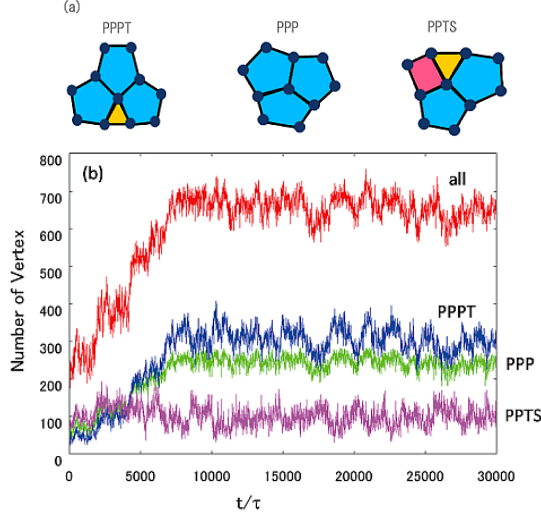 (a)
PPPT PPP PPTS
(b)
all
PPPT
PPP
PPTS
Number of Vertex
800
700
600
500
400
300
200
100
0
0 5000 10000 15000 20000 25000 30000
t/τ